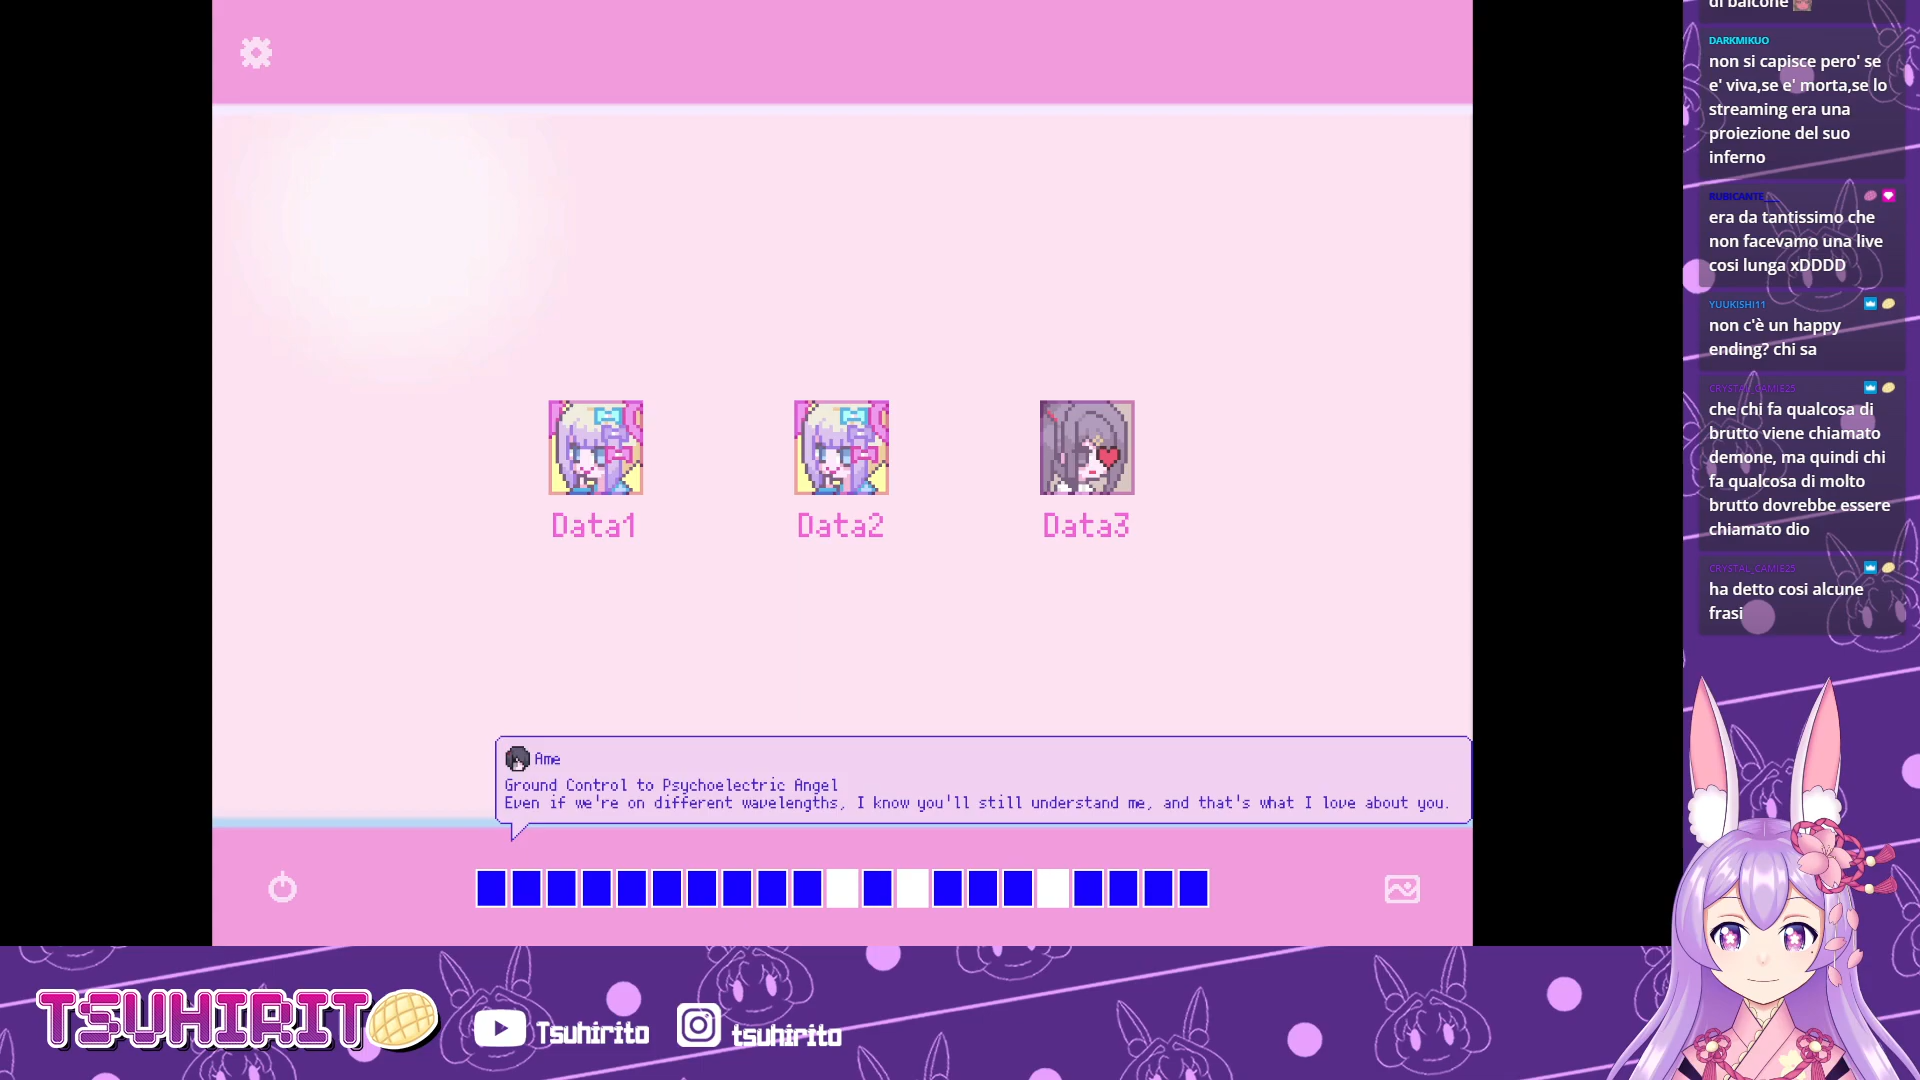 di balcone
DARKMIKUO
non si capisce pero' se
e' viva,se e' morta,se lo
streaming era una
proiezione del suo
inferno
RUBICANTE__
era da tantissimo che
non facevamo una live
cosi lunga xDDDD
YUUKISHI11
non c'è un happy
ending? chi sa
CRYSTAL_CAMIE25
che chi fa qualcosa di
brutto viene chiamato
demone, ma quindi chi
fa qualcosa di molto
brutto dovrebbe essere
chiamato dio
CRYSTAL_CAMIE25
ha detto cosi alcune
frasi
Data1
Data2
Data3
Ame
Ground Control to Psychoelectric Angel
Even if we're on different wavelengths, I know you'll still understand me, and that's what I love about you.
TSUHIRIT
Tsuhirito
tsuhirito